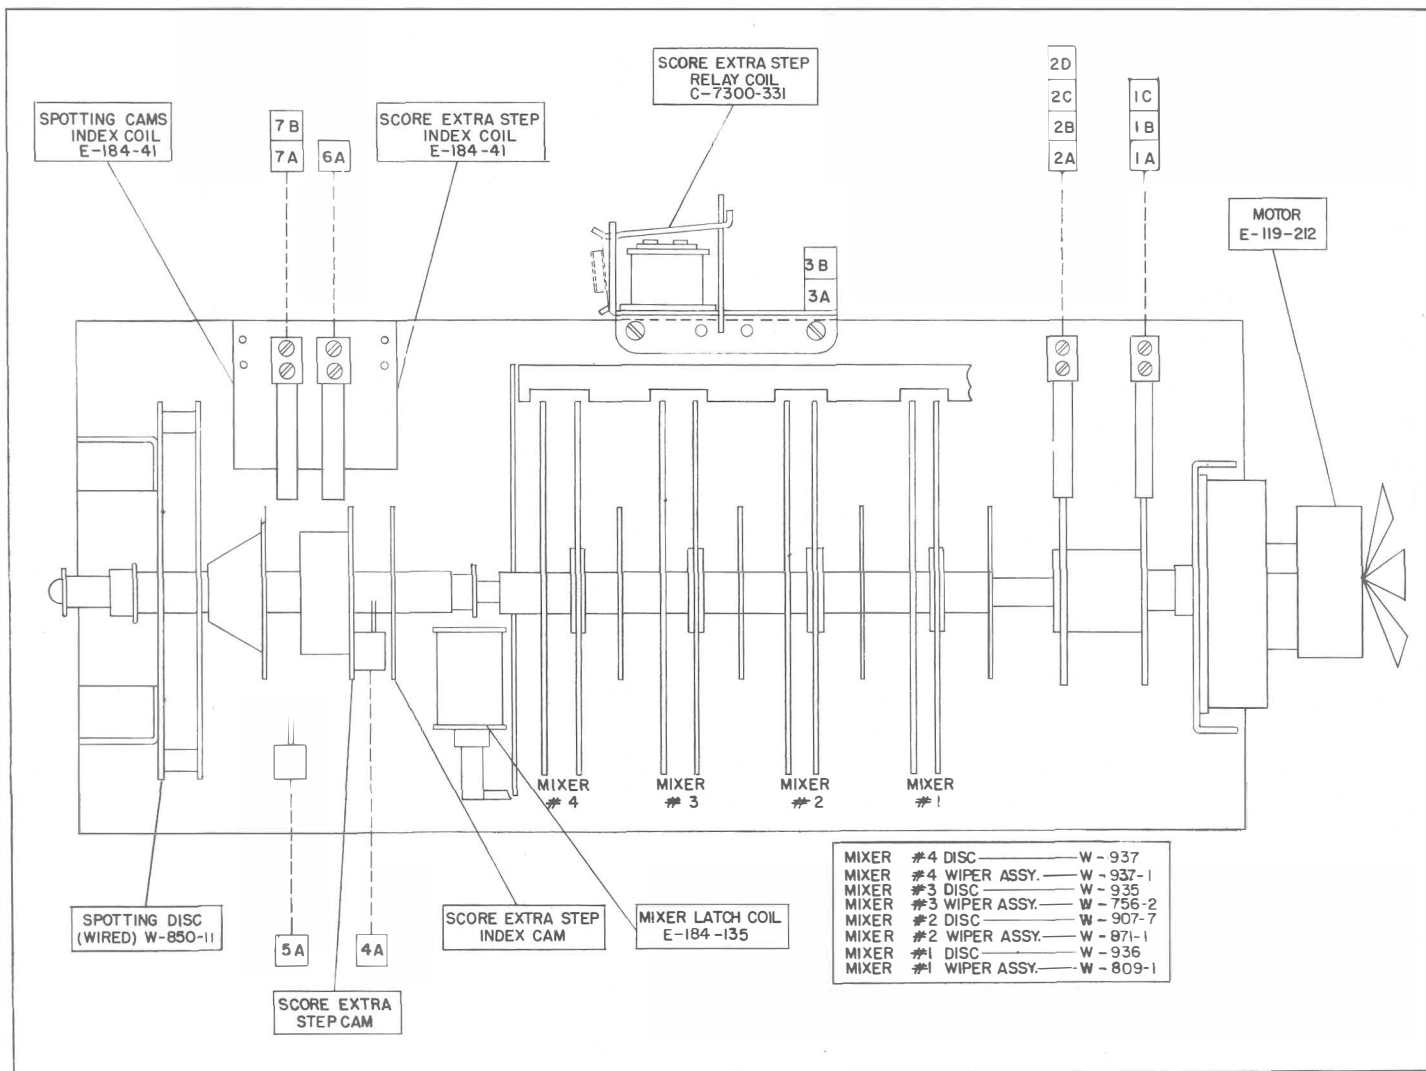 SCORE EXTRA STEP
RELAY COIL
C-7300-331
2D
2C
2B
2A
1C
1B
1A
SPOTTING CAMS
INDEX COIL
E-184-41
7B
7A
6A
SCORE EXTRA STEP
INDEX COIL
E-184-41
MOTOR
E-119-212
3B
3A
MIXER
#4
MIXER
#3
MIXER
#2
MIXER
#1
MIXER #4 DISC W-937
MIXER #4 WIPER ASSY. W-937-1
MIXER #3 DISC W-935
MIXER #3 WIPER ASSY. W-756-2
MIXER #2 DISC W-907-7
MIXER #2 WIPER ASSY. W-871-1
MIXER #1 DISC W-936
MIXER #1 WIPER ASSY. W-809-1
SPOTTING DISC
(WIRED) W-850-11
5A
4A
SCORE EXTRA STEP
INDEX CAM
MIXER LATCH COIL
E-184-135
SCORE EXTRA
STEP CAM